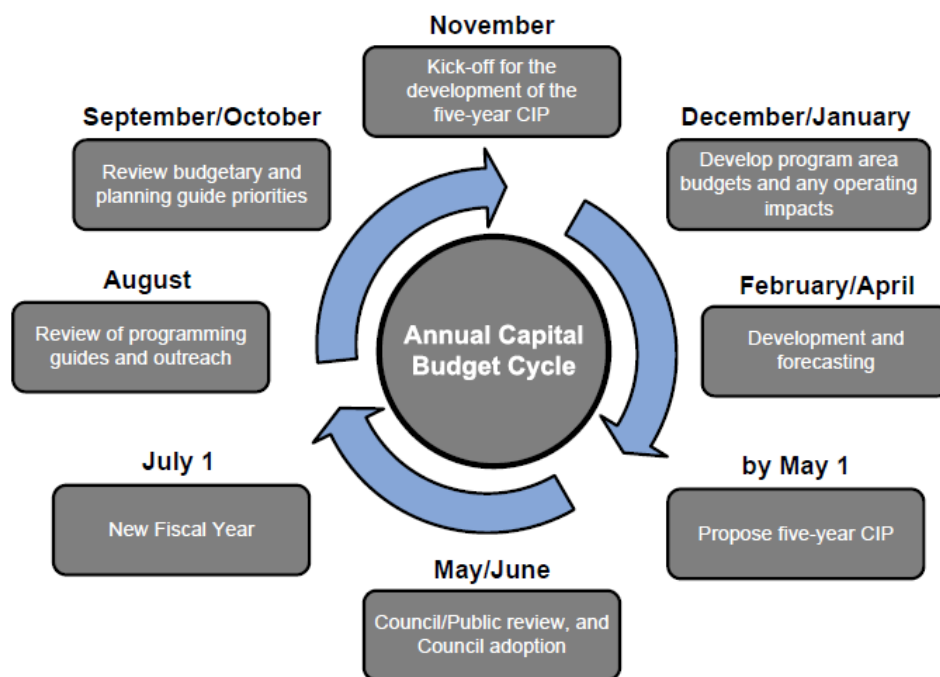 November
Kick-off for the
development of the
five-year CIP
December/January
Develop program area
budgets and any operating
impacts
February/April
Development and
forecasting
by May 1
Propose five-year CIP
May/June
Council/Public review, and
Council adoption
July 1
New Fiscal Year
August
Review of programming
guides and outreach
September/October
Review budgetary and
planning guide priorities
Annual Capital
Budget Cycle